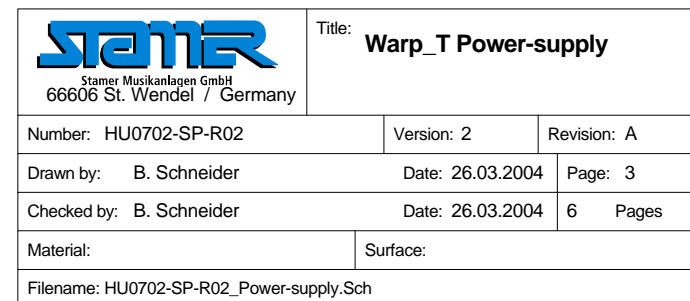 STAMER
Stamer Musikanlagen GmbH
66606 St. Wendel / Germany
Title:
Warp_T Power-supply
Number: HU0702-SP-R02 Version: 2 Revision: A
Drawn by: B. Schneider Date: 26.03.2004 Page: 3
Checked by: B. Schneider Date: 26.03.2004 6 Pages
Material: Surface:
Filename: HU0702-SP-R02_Power-supply.Sch